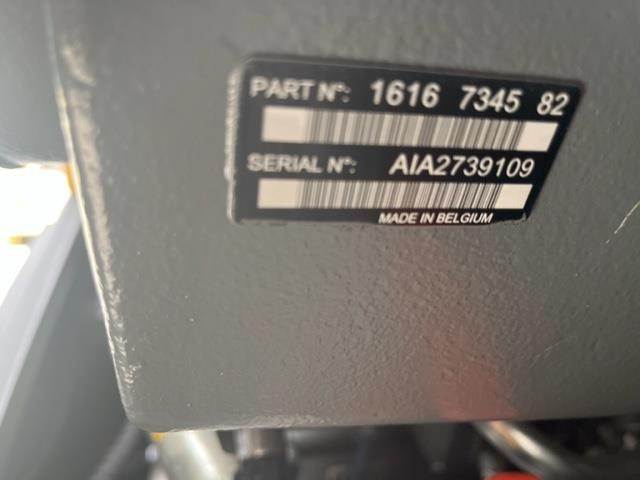 PART N°: 1616 7345 82
SERIAL N°: AIA2739109
MADE IN BELGIUM